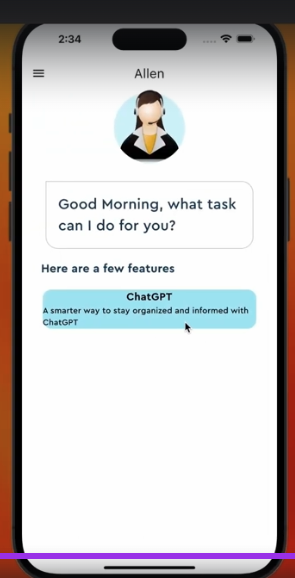 2:34
Allen
Good Morning, what task
can I do for you?
Here are a few features
ChatGPT
A smarter way to stay organized and informed with
ChatGPT